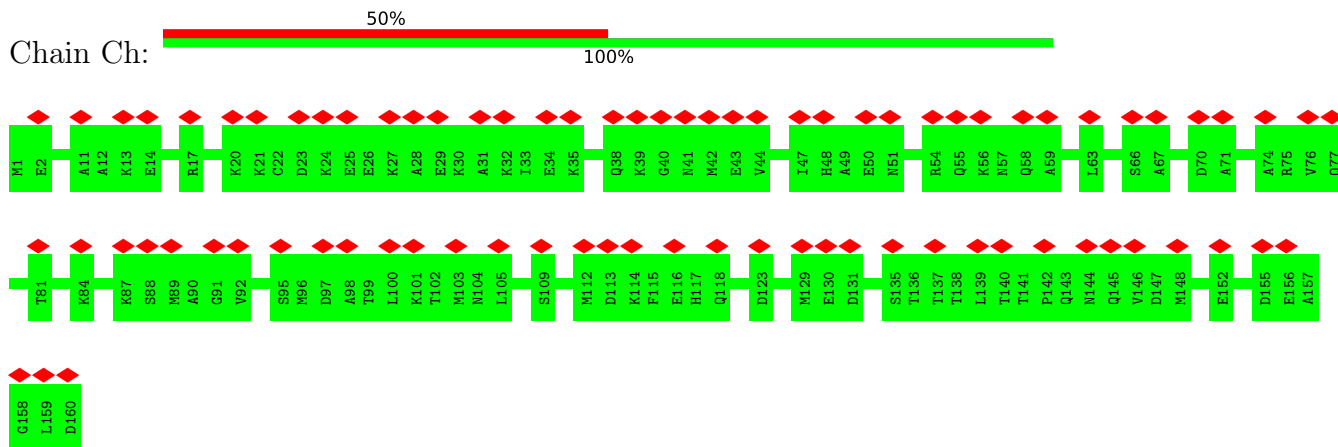 50%
Chain Ch:
100%
M1 E2 A11 A12 K13 E14 R17 K20 K21 C22 D23 K24 E25 E26 K27 A28 E29 K30 A31 K32 I33 E34 K35 Q38 K39 G40 N41 M42 E43 V44 I47 H48 A49 E50 N51 R54 Q55 K56 N57 Q58 A59 L63 S66 A67 D70 A71 A74 R75 V76 Q77
T81 K84 K87 S88 M89 A90 G91 V92 S95 M96 D97 A98 T99 L100 K101 T102 M103 N104 L105 S109 M112 D113 K114 F115 E116 H117 Q118 D123 M129 E130 D131 S135 T136 T137 T138 L139 T140 T141 P142 Q143 N144 Q145 V146 D147 M148 E152 D155 E156 A157
G158 L159 D160